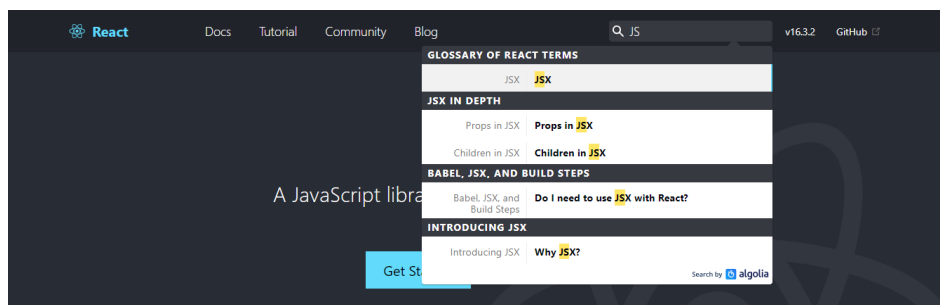 React Docs Tutorial Community Blog JS v16.3.2 GitHub
GLOSSARY OF REACT TERMS
JSX JSX
JSX IN DEPTH
Props in JSX Props in JSX
Children in JSX Children in JSX
BABEL, JSX, AND BUILD STEPS
Babel, JSX, and Do I need to use JSX with React?
Build Steps
INTRODUCING JSX
Introducing JSX Why JSX?
Search by algolia
A JavaScript libra
Get St